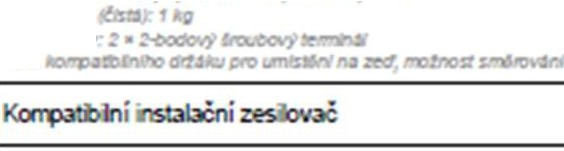 (čistá): 1 kg
: 2 × 2-bodový šroubový terminál
kompatibilního držáku pro umístění na zeď, možnost směrování
Kompatibilní instalační zesilovač